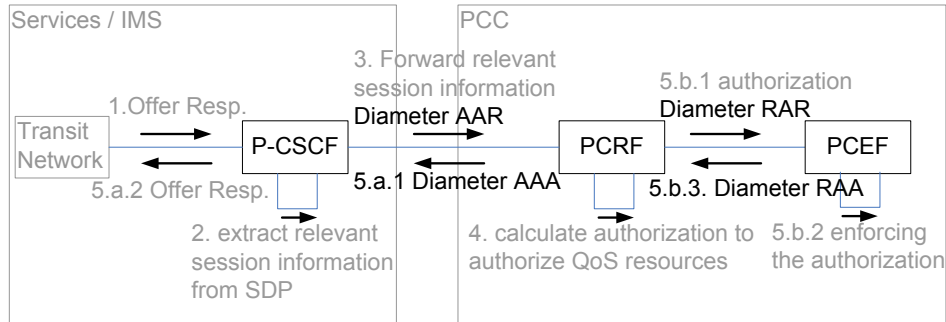 Services / IMS
PCC
3. Forward relevant
session information
Diameter AAR
5.b.1 authorization
Diameter RAR
1.Offer Resp.
Transit
Network
P-CSCF
PCRF
PCEF
5.a.2 Offer Resp.
5.a.1 Diameter AAA
5.b.3. Diameter RAA
2. extract relevant
session information
from SDP
4. calculate authorization to
authorize QoS resources
5.b.2 enforcing
the authorization